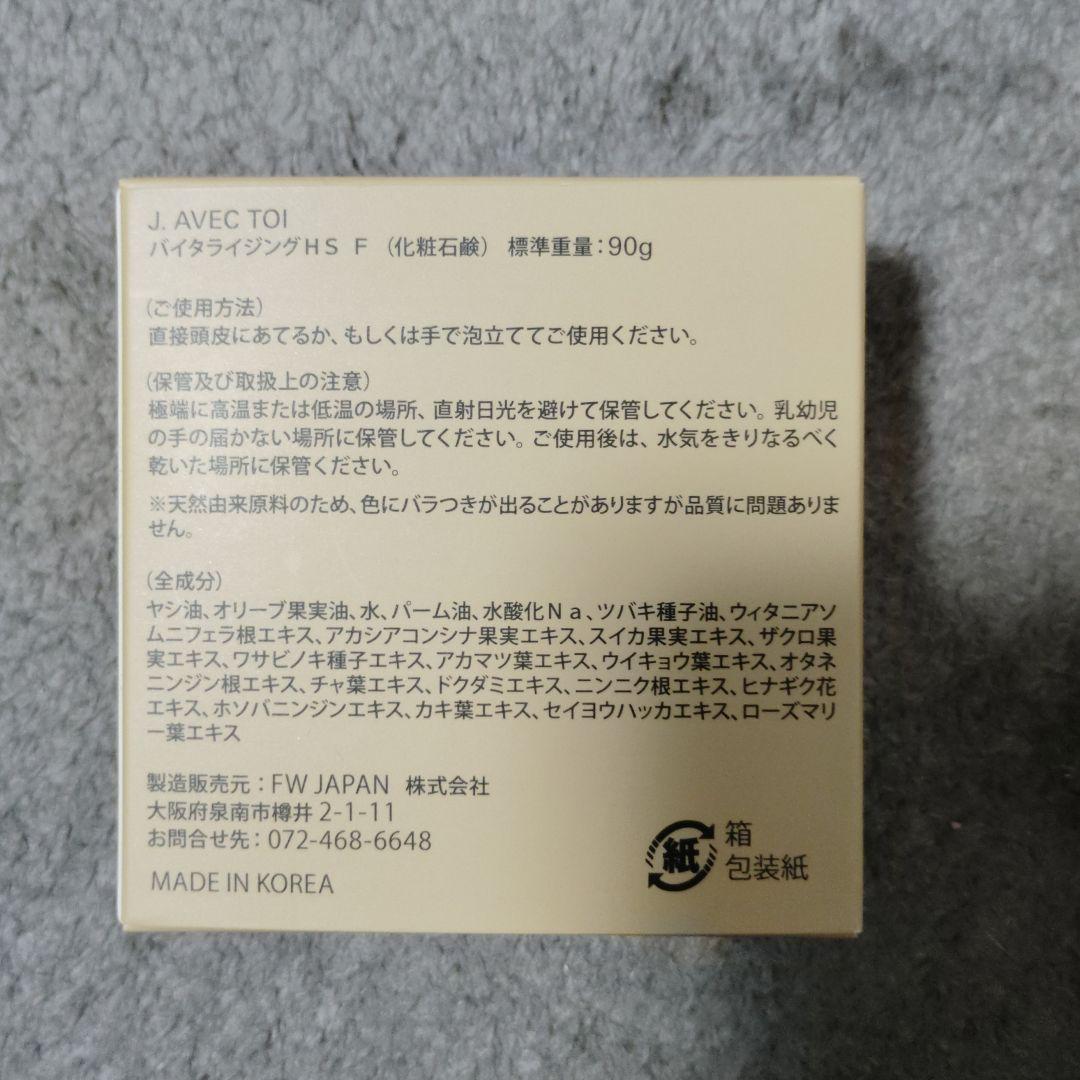 J. AVEC TOI
バイタライジングＨＳ Ｆ （化粧石鹸） 標準重量：90g
（ご使用方法）
直接頭皮にあてるか、もしくは手で泡立ててご使用ください。
（保管及び取扱上の注意）
極端に高温または低温の場所、直射日光を避けて保管してください。乳幼児
の手の届かない場所に保管してください。ご使用後は、水気をきりなるべく
乾いた場所に保管ください。
※天然由来原料のため、色にバラつきが出ることがありますが品質に問題ありま
せん。
（全成分）
ヤシ油、オリーブ果実油、水、パーム油、水酸化Ｎａ、ツバキ種子油、ウィタニアソ
ムニフェラ根エキス、アカシアコンシナ果実エキス、スイカ果実エキス、ザクロ果
実エキス、ワサビノキ種子エキス、アカマツ葉エキス、ウイキョウ葉エキス、オタネ
ニンジン根エキス、チャ葉エキス、ドクダミエキス、ニンニク根エキス、ヒナギク花
エキス、ホソバニンジンエキス、カキ葉エキス、セイヨウハッカエキス、ローズマリ
ー葉エキス
製造販売元：FW JAPAN 株式会社
大阪府泉南市樽井 2-1-11
お問合せ先：072-468-6648
MADE IN KOREA
紙
箱
包装紙